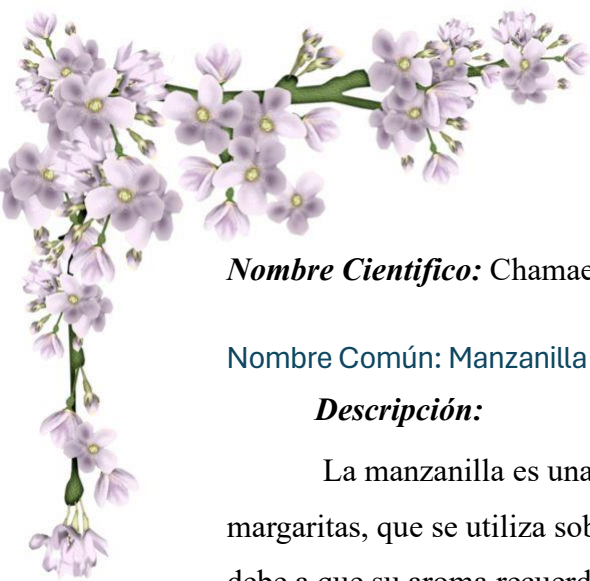 Nombre Cientifico: Chamae
Nombre Común: Manzanilla
Descripción:
La manzanilla es una
margaritas, que se utiliza sob
debe a que su aroma recuerd